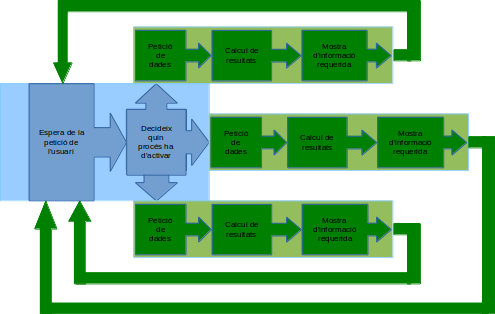 Petició
de
dades
Calcul de
resultats
Mostra
d'informació
requerida
Espera de la
petició de
l'usuari
Decideix
quin
procés ha
d'activar
Petició
de
dades
Calcul de
resultats
Mostra
d'informació
requerida
Petició
de
dades
Calcul de
resultats
Mostra
d'informació
requerida